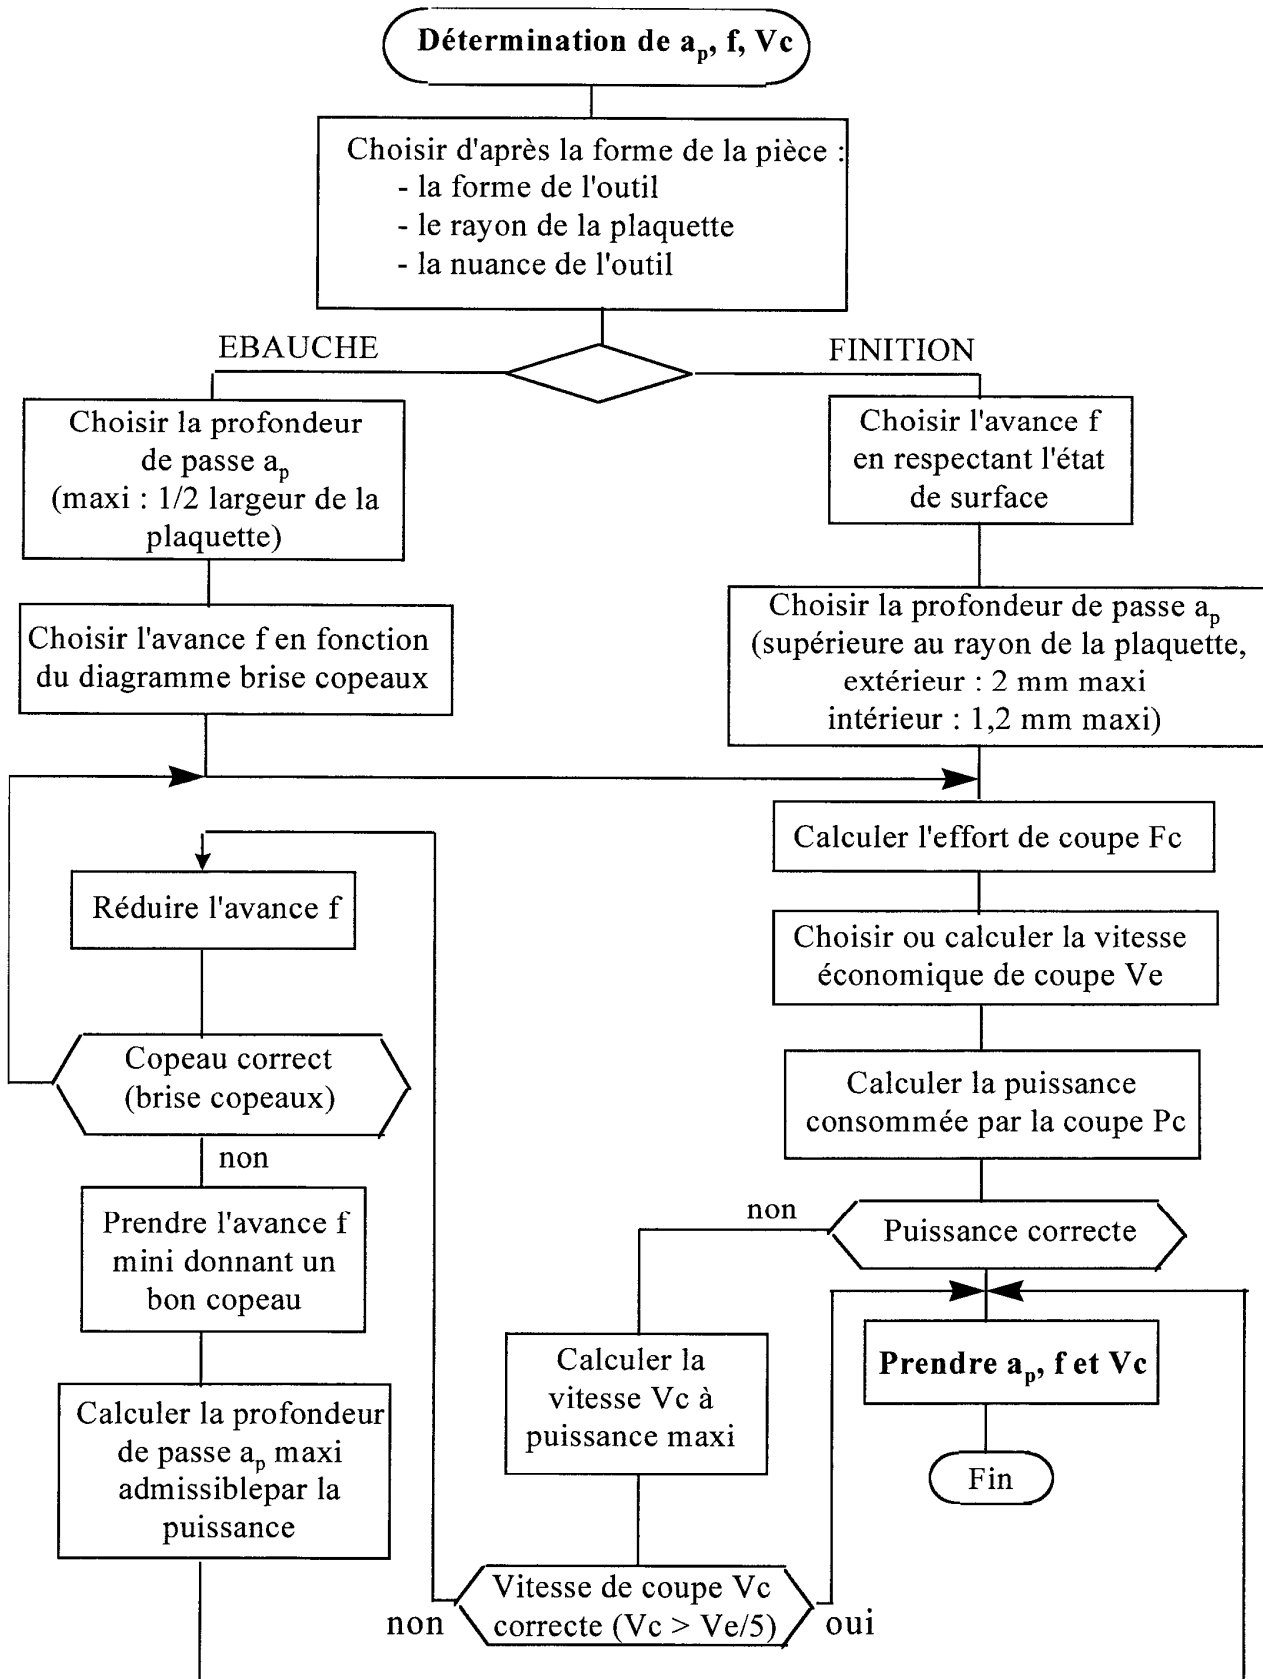 Détermination de ap, f, Vc
Choisir d'après la forme de la pièce :
- la forme de l'outil
- le rayon de la plaquette
- la nuance de l'outil
EBAUCHE
FINITION
Choisir la profondeur
de passe ap
(maxi : 1/2 largeur de la
plaquette)
Choisir l'avance f
en respectant l'état
de surface
Choisir l'avance f en fonction
du diagramme brise copeaux
Choisir la profondeur de passe ap
(supérieure au rayon de la plaquette,
extérieur : 2 mm maxi
intérieur : 1,2 mm maxi)
Calculer l'effort de coupe Fc
Réduire l'avance f
Choisir ou calculer la vitesse
économique de coupe Ve
Copeau correct
(brise copeaux)
non
Calculer la puissance
consommée par la coupe Pc
Prendre l'avance f
mini donnant un
bon copeau
non
Puissance correcte
Calculer la
vitesse Vc à
puissance maxi
Prendre ap, f et Vc
Fin
Calculer la profondeur
de passe ap maxi
admissiblepar la
puissance
Vitesse de coupe Vc
correcte (Vc > Ve/5)
non
oui